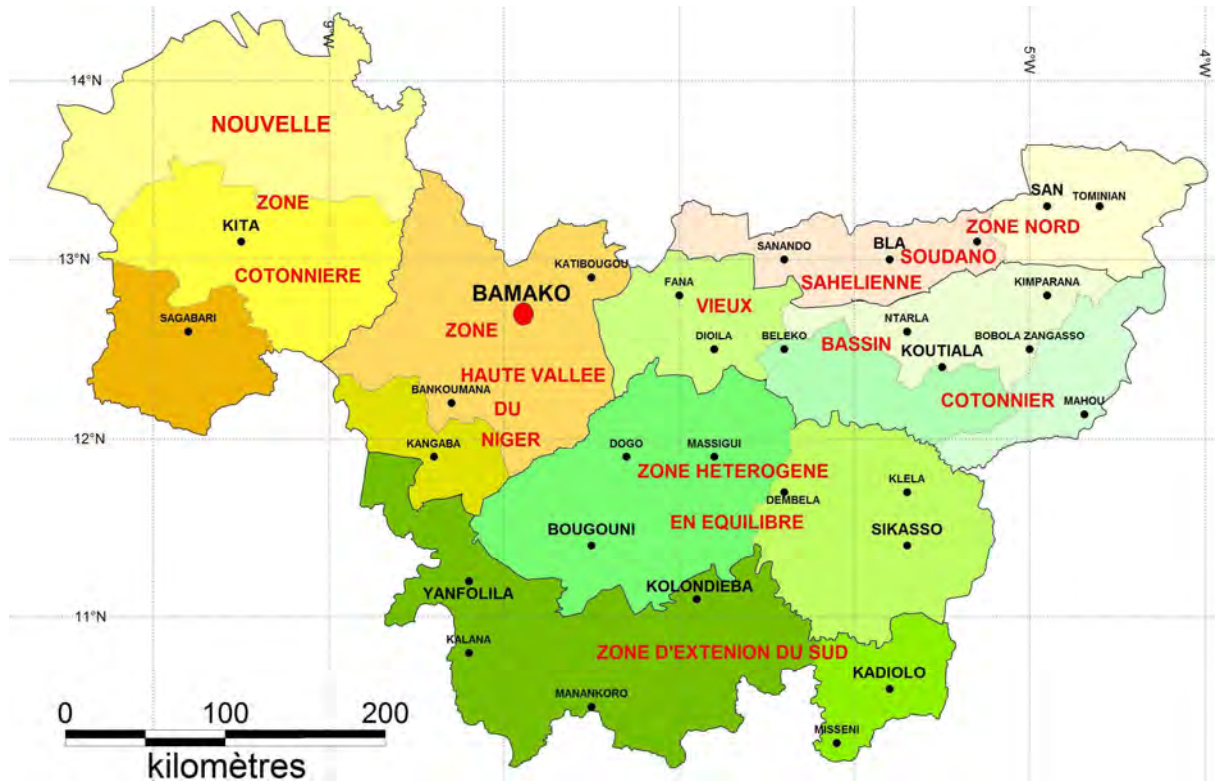 9°W
5°W
4°W
14°N
NOUVELLE
SAN
TOMINIAN
ZONE
KITA
ZONE NORD
BLA
SANANDO
SOUDANO
13°N
KATIBOUGOU
COTONNIERE
SAHELIENNE
FANA
KIMPARANA
BAMAKO
VIEUX
SAGABARI
NTARLA
ZONE
DIOILA
BELEKO
BASSIN
BOBOLA ZANGASSO
KOUTIALA
HAUTE VALLEE
BANKOUMANA
COTONNIER
MAHOU
DU
12°N
KANGABA
NIGER
DOGO
MASSIGUI
ZONE HETEROGENE
KLELA
DEMBELA
EN EQUILIBRE
BOUGOUNI
SIKASSO
KOLONDIEBA
YANFOLILA
11°N
KALANA
ZONE D'EXTENION DU SUD
KADIOLO
MANANKORO
MISSENI
0 100 200
kilomètres